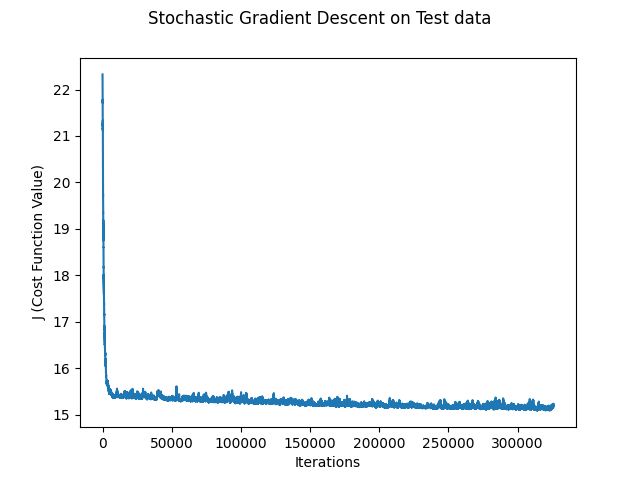 Stochastic Gradient Descent on Test data
22
21
20
19
18
17
16
15
J (Cost Function Value)
0 50000 100000 150000 200000 250000 300000
Iterations